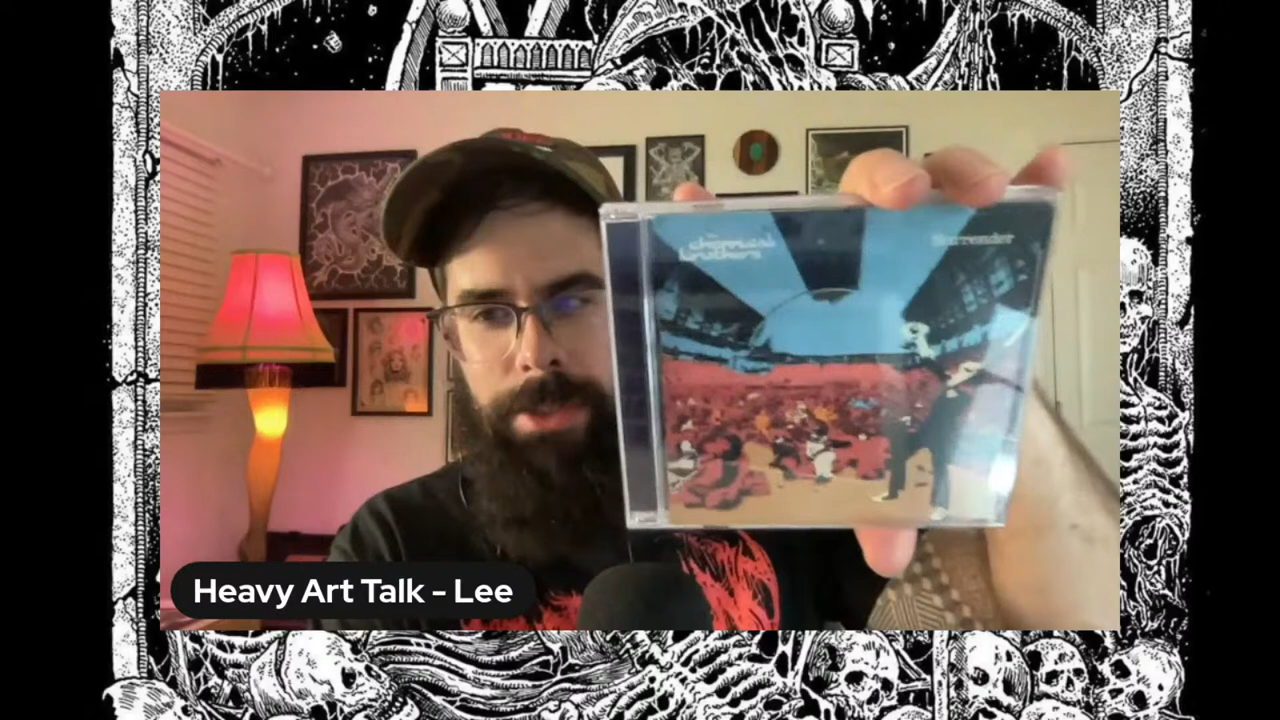 the
chemical
brothers
Surrender
Heavy Art Talk - Lee